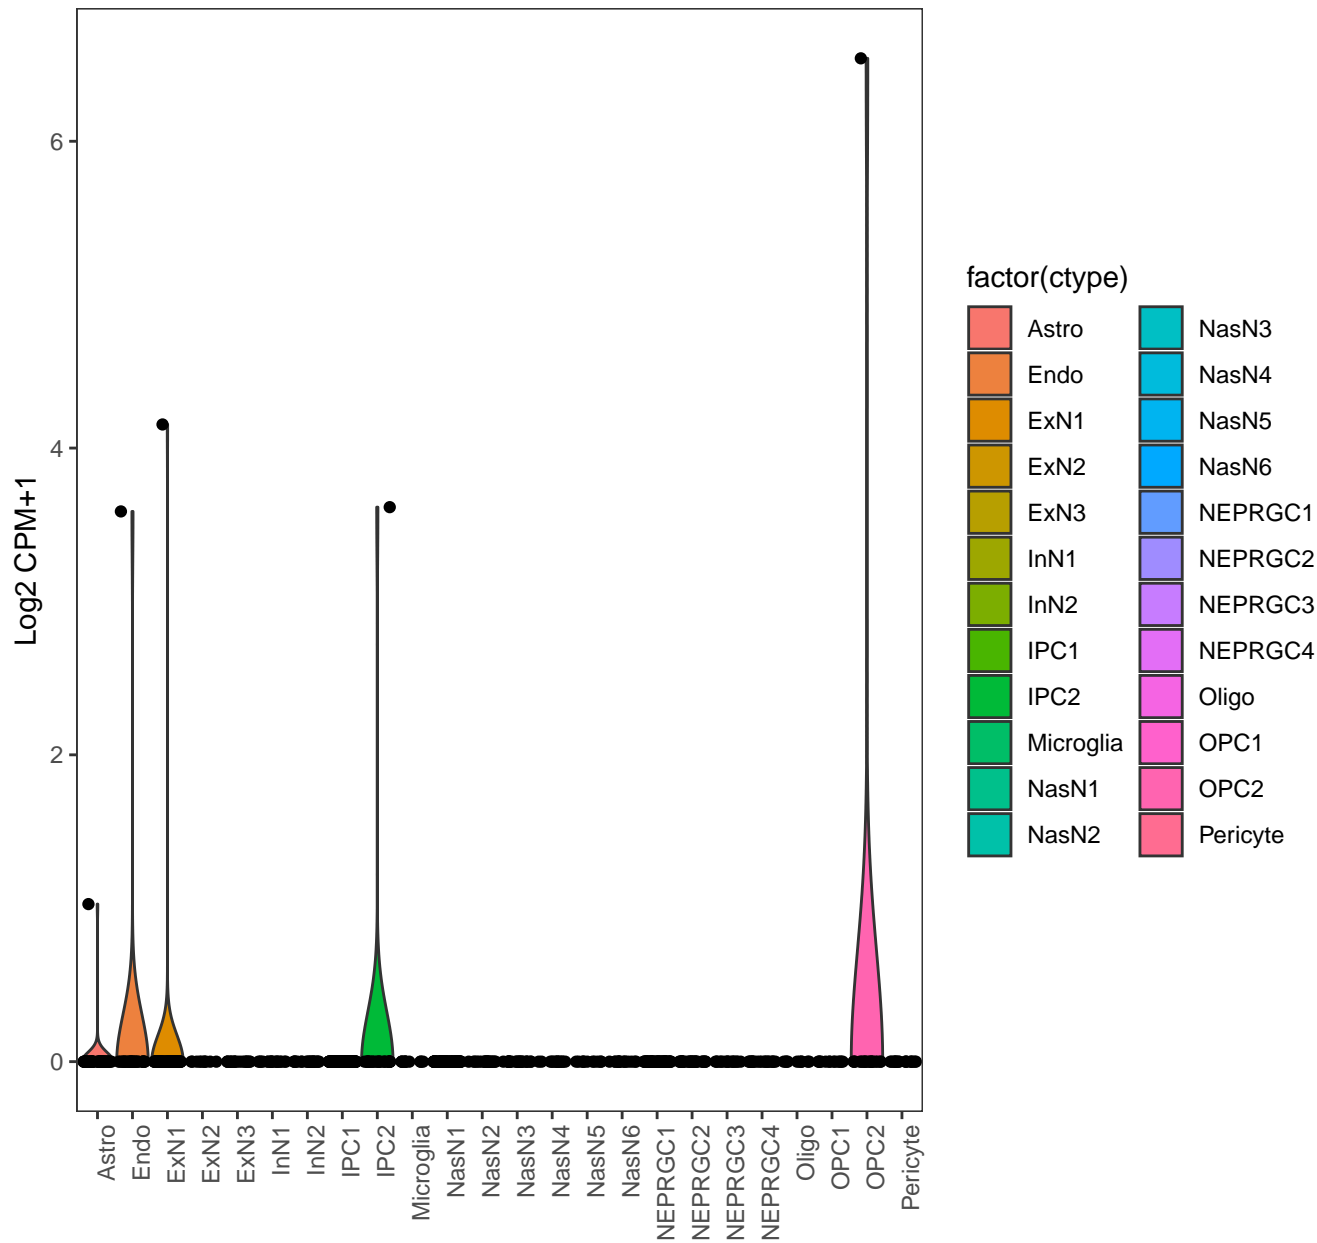 6
4
2
0
Log2 CPM+1
Astro
Endo
ExN1
ExN2
ExN3
InN1
InN2
IPC1
IPC2
Microglia
NasN1
NasN2
NasN3
NasN4
NasN5
NasN6
NEPRGC1
NEPRGC2
NEPRGC3
NEPRGC4
Oligo
OPC1
OPC2
Pericyte
factor(ctype)
Astro
Endo
ExN1
ExN2
ExN3
InN1
InN2
IPC1
IPC2
Microglia
NasN1
NasN2
NasN3
NasN4
NasN5
NasN6
NEPRGC1
NEPRGC2
NEPRGC3
NEPRGC4
Oligo
OPC1
OPC2
Pericyte